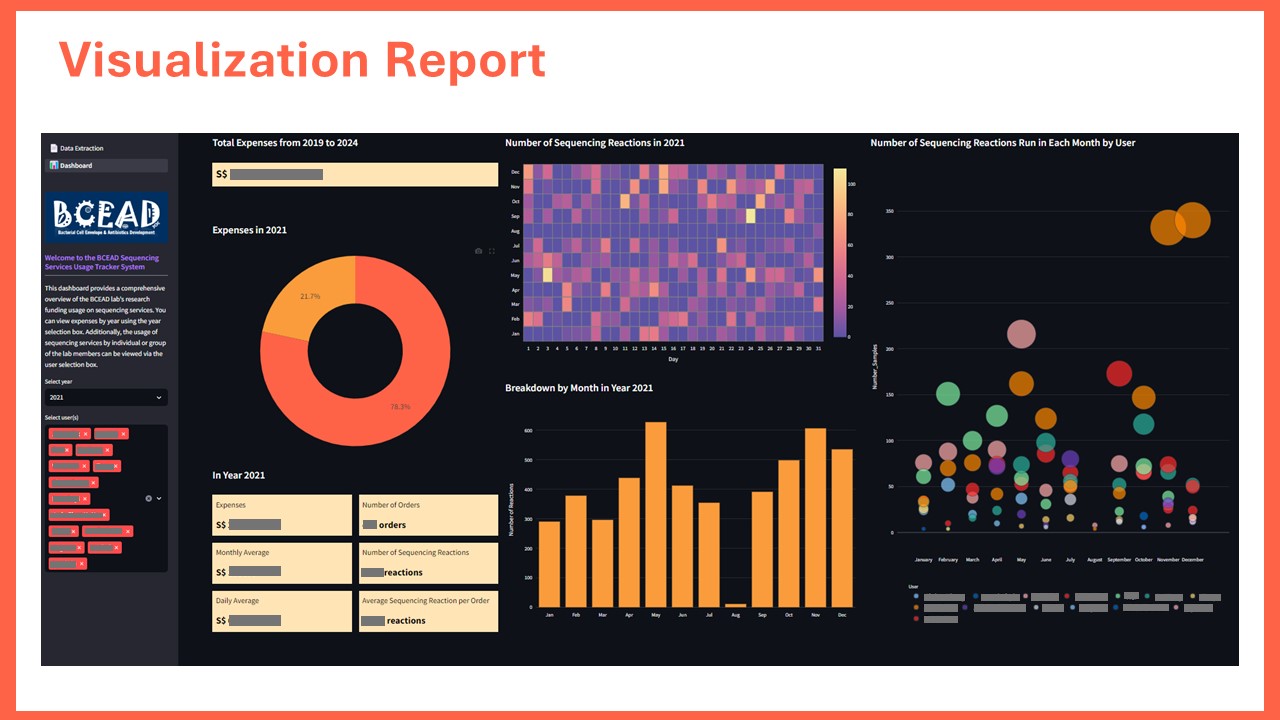 Visualization Report
Data Extraction
Dashboard
BCEAD
Bacterial Cell Envelope & Antibiotics Development
Welcome to the BCEAD Sequencing
Services Usage Tracker System
This dashboard provides a comprehensive
overview of the BCEAD lab's research
funding usage on sequencing services. You
can view expenses by year using the year
selection box. Additionally, the usage of
sequencing services by individual or group
of the lab members can be viewed via the
user selection box.
Select year
2021
Select user(s)
Total Expenses from 2019 to 2024
S$
Expenses in 2021
21.7%
78.3%
In Year 2021
Expenses
S$
Number of Orders
orders
Monthly Average
S$
Number of Sequencing Reactions
reactions
Daily Average
S$
Average Sequencing Reaction per Order
reactions
Number of Sequencing Reactions in 2021
Dec
Nov
Oct
Sep
Aug
Jul
Jun
May
Apr
Mar
Feb
Jan
1 2 3 4 5 6 7 8 9 10 11 12 13 14 15 16 17 18 19 20 21 22 23 24 25 26 27 28 29 30 31
Day
100
80
60
40
20
0
Breakdown by Month in Year 2021
Number of Reactions
600
500
400
300
200
100
0
Jan Feb Mar Apr May Jun Jul Aug Sep Oct Nov Dec
Number of Sequencing Reactions Run in Each Month by User
Number_Samples
350
300
250
200
150
100
50
0
January February March April May June July August September October November December
User